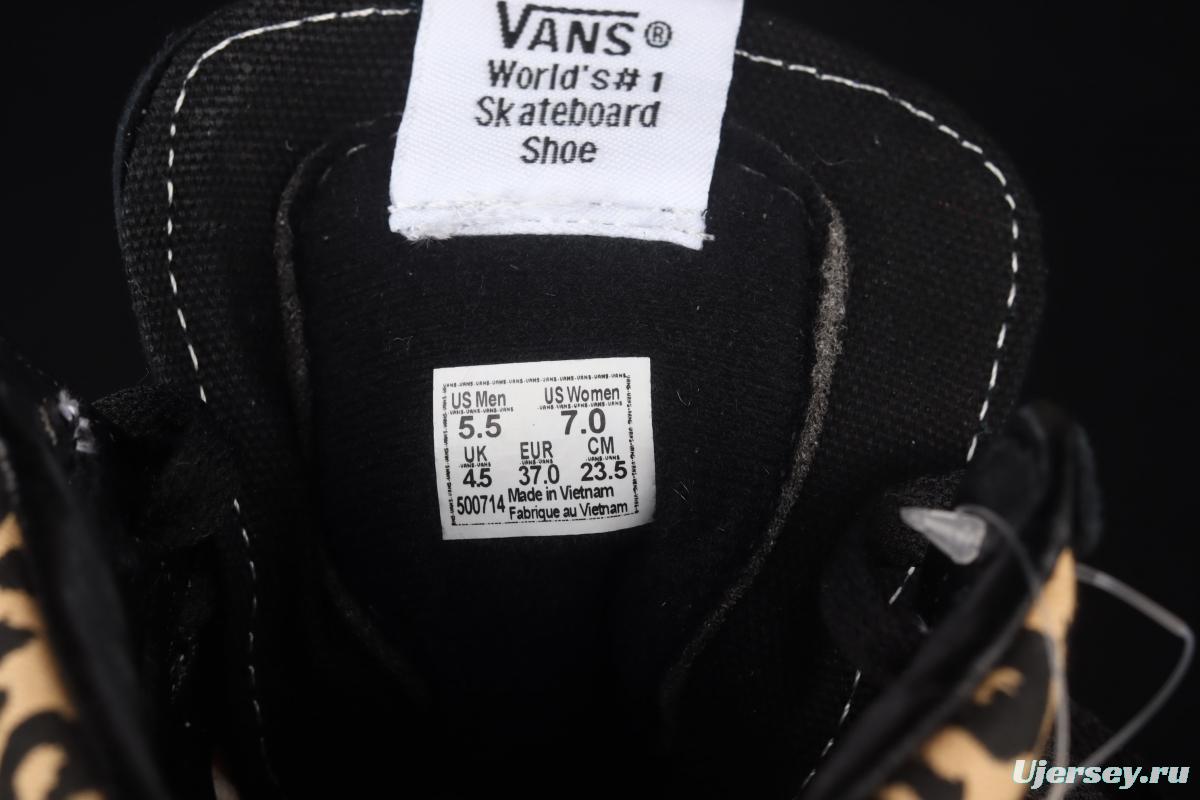 VANS®
World's#1
Skateboard
Shoe
US Men US Women
5.5 7.0
UK EUR CM
4.5 37.0 23.5
500714 Made in Vietnam
Fabrique au Vietnam
Ujersey.ru